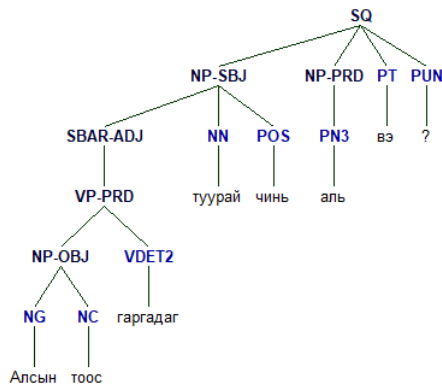 SQ
NP-SBJ NP-PRD PT PUN
SBAR-ADJ NN POS PN3 вэ ?
VP-PRD туурай чинь аль
NP-OBJ VDET2
NG NC гаргадаг
Алсын тоос